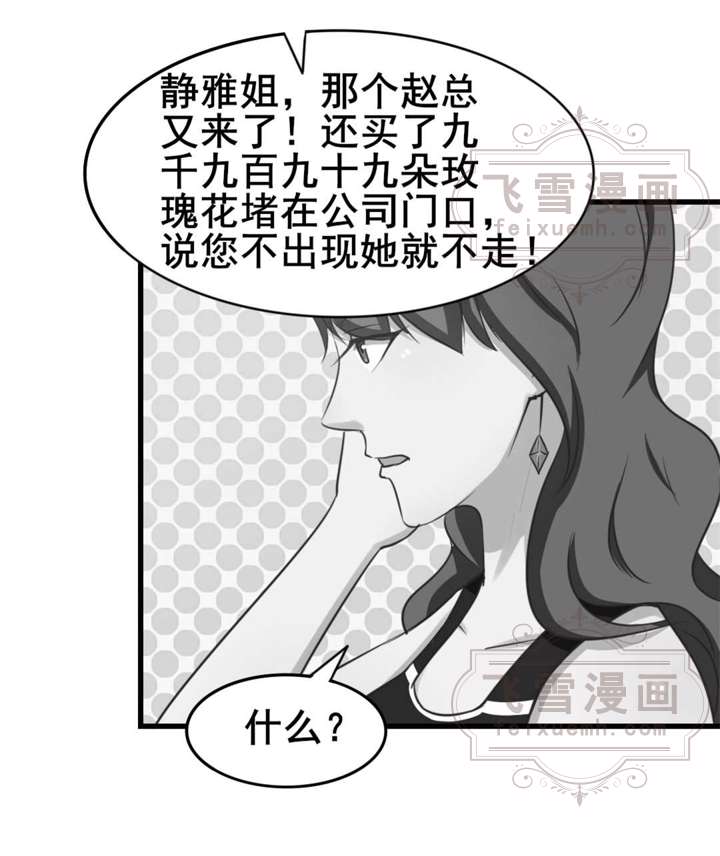 静雅姐，那个赵总
又来了！还买了九
千九百九十九朵玫
瑰花堵在公司门口，
说您不出现她就不走！
飞雪漫画
feixuemh.com
什么？
飞雪漫画
feixuemh.com